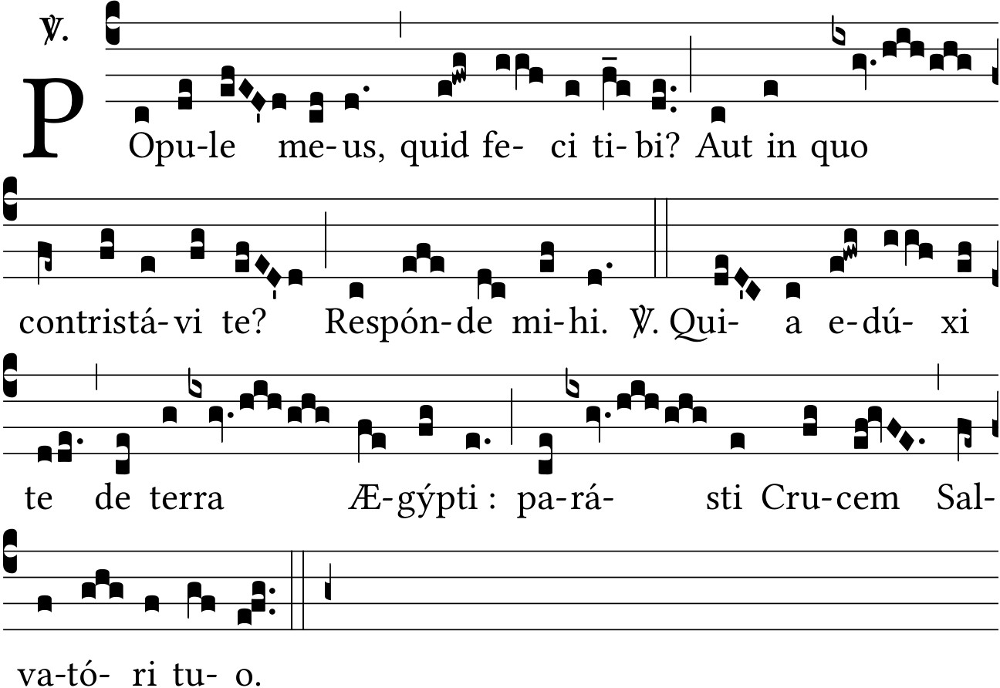 ℣.
POpu-le me-us, quid fe- ci ti-bi? Aut in quo
contristá-vi te? Respón-de mi-hi. ℣. Qui- a e-dú- xi
te de terra Æ-gýpti : pa-rá- sti Cru-cem Sal-
va-tó- ri tu- o.